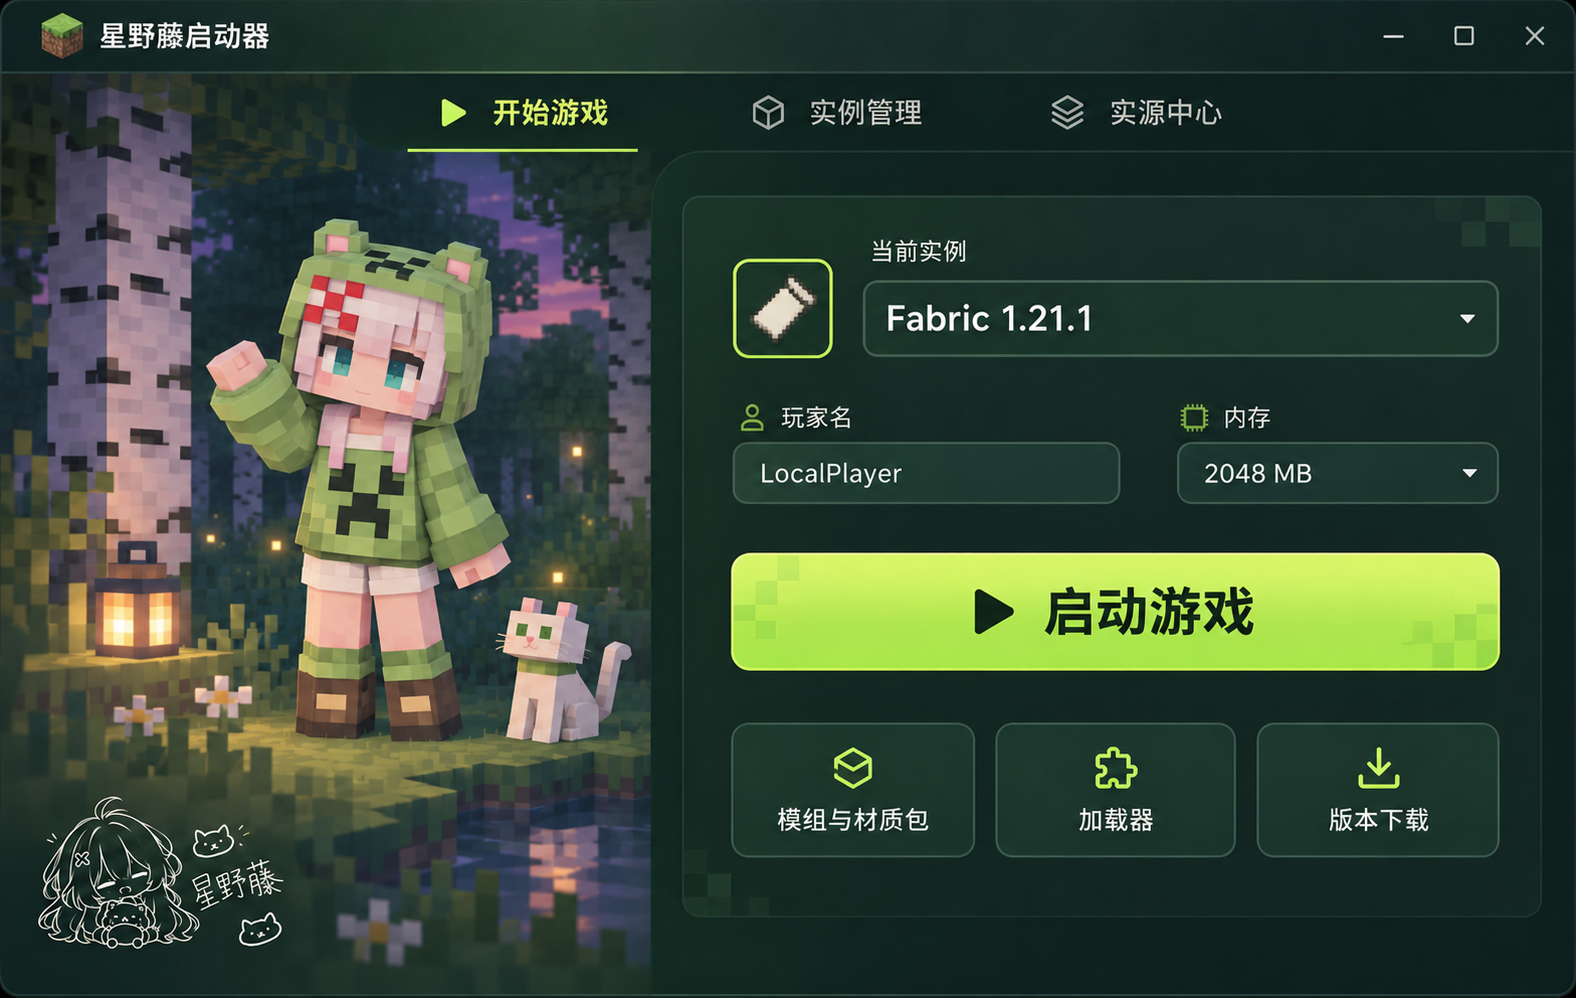 星野藤启动器
开始游戏
实例管理
实源中心
当前实例
Fabric 1.21.1
玩家名
内存
LocalPlayer
2048 MB
启动游戏
模组与材质包
加载器
版本下载
星野藤